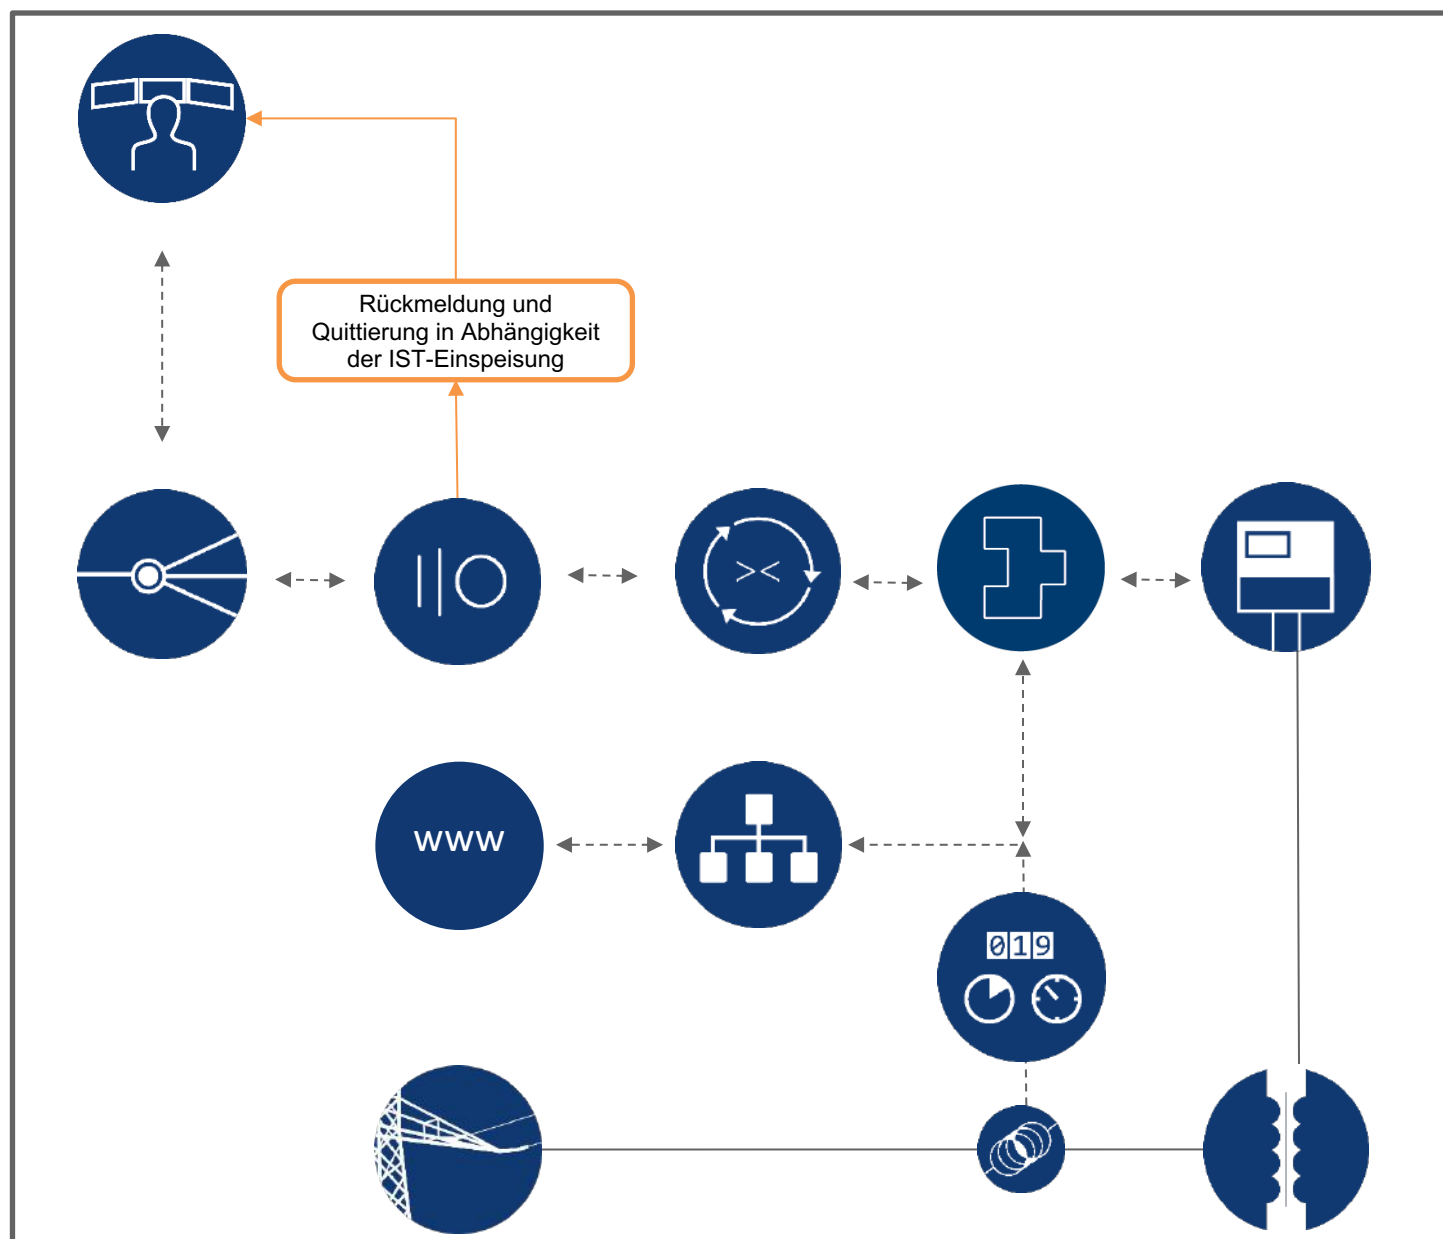 Rückmeldung und
Quittierung in Abhängigkeit
der IST-Einspeisung
><
www
019